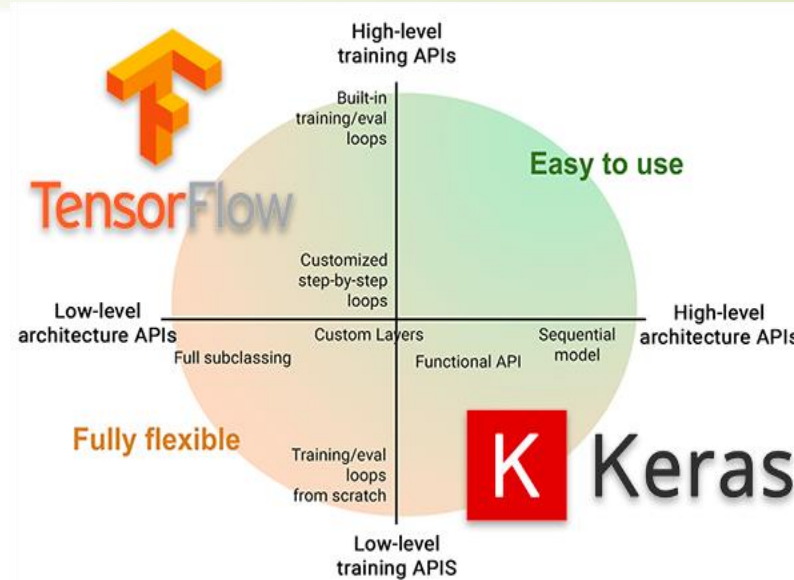 High-level
training APIs
Built-in
training/eval
loops
Easy to use
TensorFlow
Customized
step-by-step
loops
Low-level
architecture APIs
High-level
architecture APIs
Custom Layers
Sequential
model
Full subclassing
Functional API
Fully flexible
Training/eval
loops
from scratch
K Keras
Low-level
training APIS